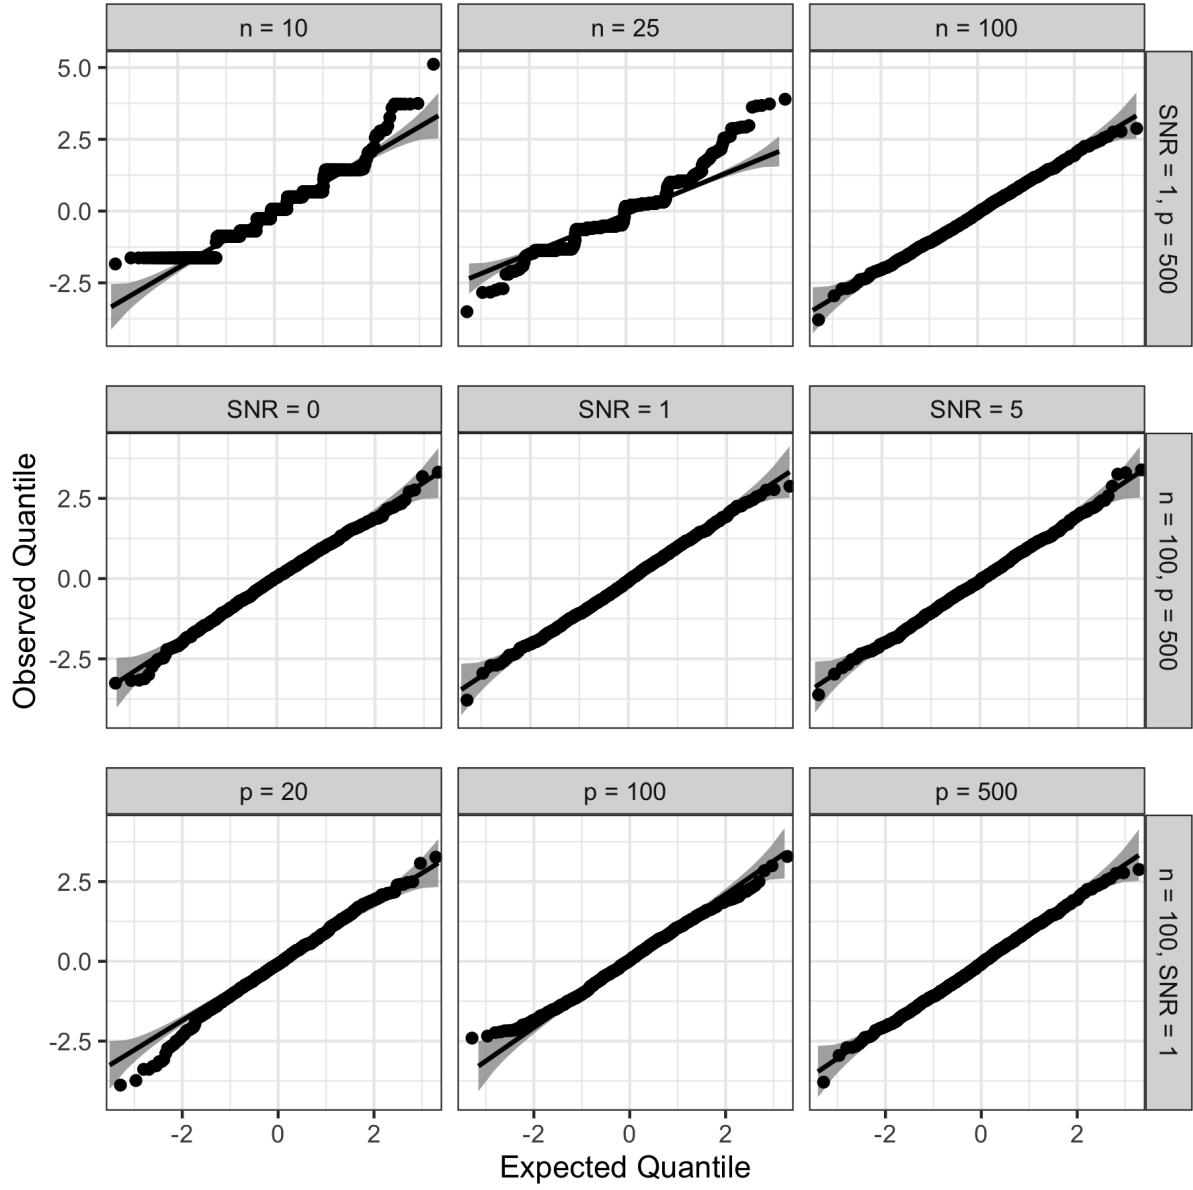 n = 10
n = 25
n = 100
5.0
2.5
0.0
-2.5
SNR = 1, p = 500
SNR = 0
SNR = 1
SNR = 5
2.5
0.0
-2.5
n = 100, p = 500
Observed Quantile
p = 20
p = 100
p = 500
2.5
0.0
-2.5
n = 100, SNR = 1
-2 0 2 -2 0 2 -2 0 2
Expected Quantile